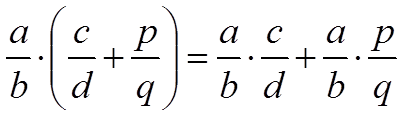 a/b · (c/d + p/q) = a/b · c/d + a/b · p/q